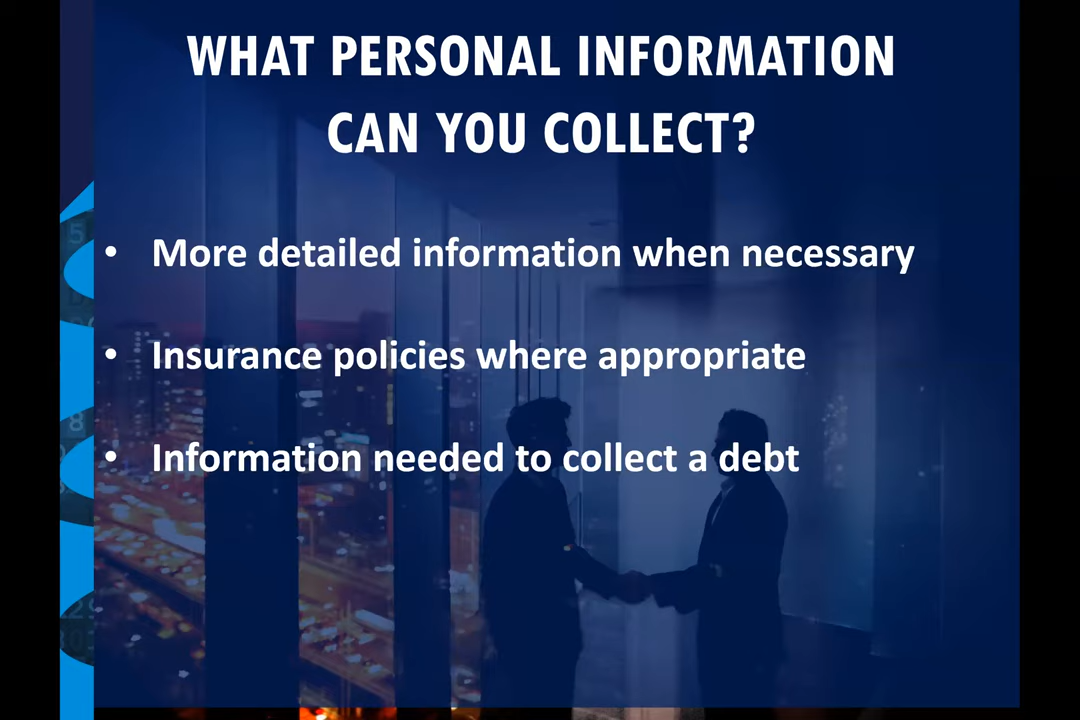 WHAT PERSONAL INFORMATION
CAN YOU COLLECT?
• More detailed information when necessary
• Insurance policies where appropriate
• Information needed to collect a debt